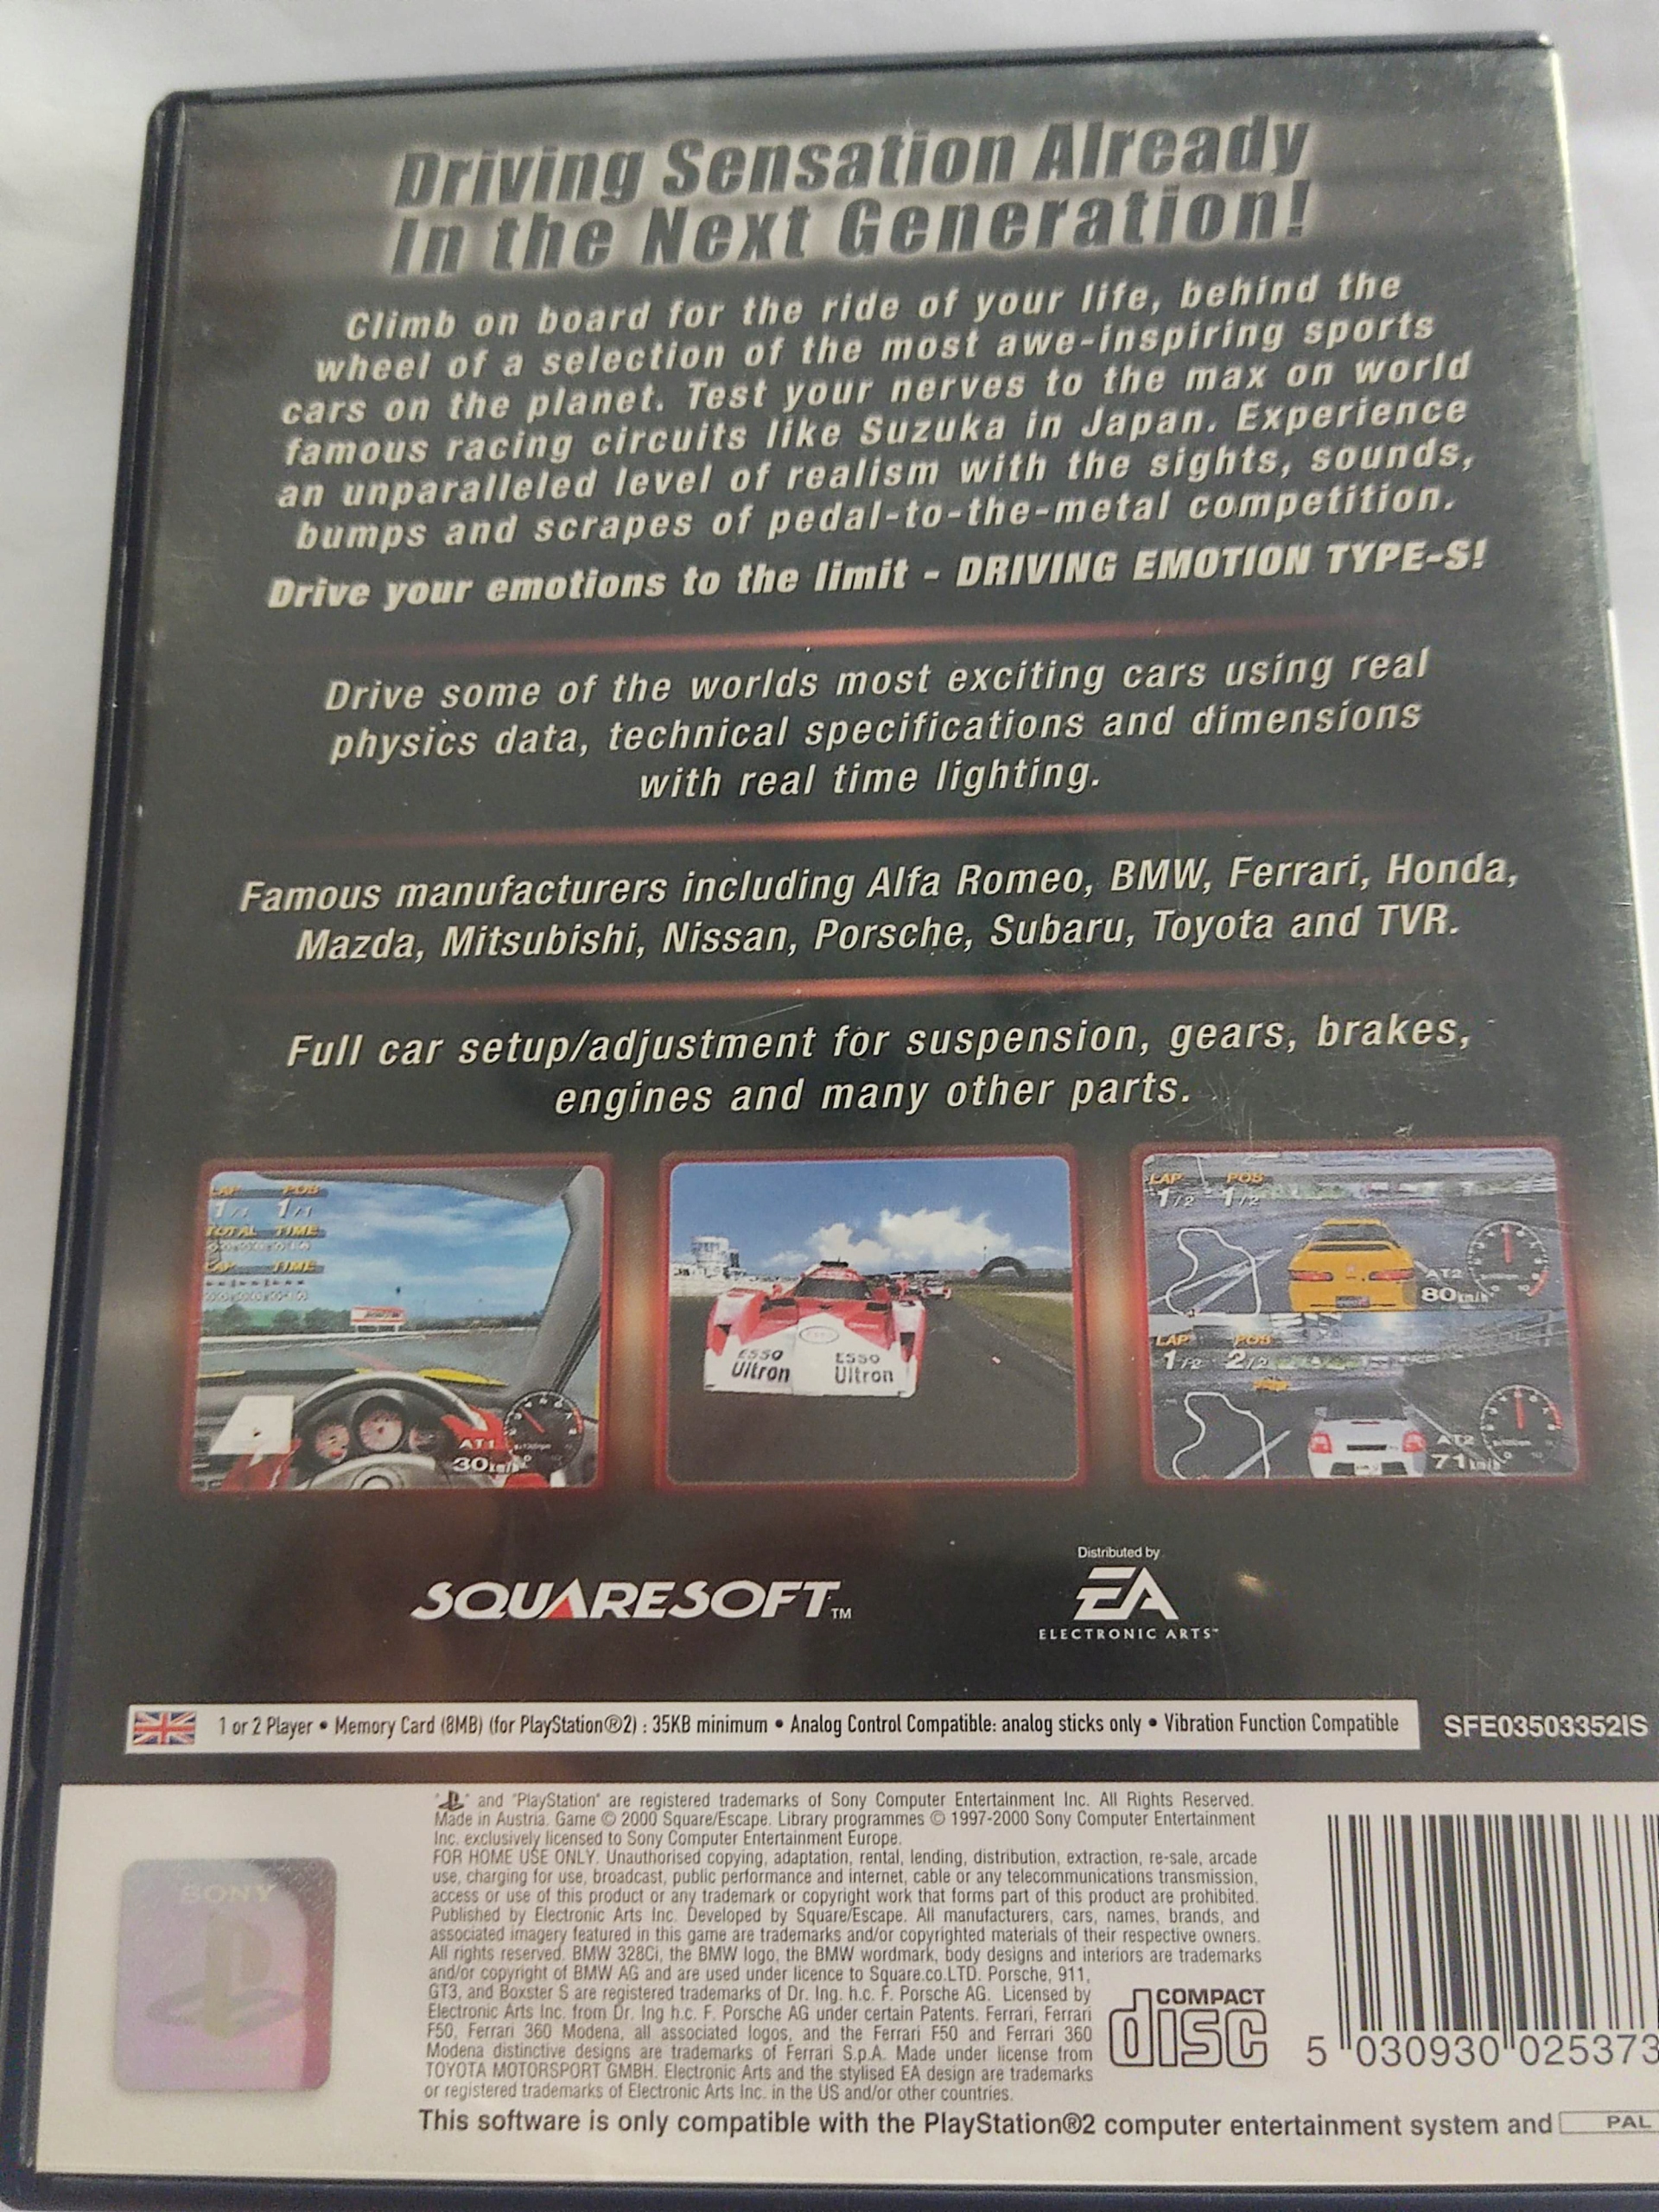 Driving Sensation Already
In the Next Generation!
Climb on board for the ride of your life, behind the
wheel of a selection of the most awe-inspiring sports
cars on the planet. Test your nerves to the max on world
famous racing circuits like Suzuka in Japan. Experience
an unparalleled level of realism with the sights, sounds,
bumps and scrapes of pedal-to-the-metal competition.
Drive your emotions to the limit - DRIVING EMOTION TYPE-S!
Drive some of the worlds most exciting cars using real
physics data, technical specifications and dimensions
with real time lighting.
Famous manufacturers including Alfa Romeo, BMW, Ferrari, Honda,
Mazda, Mitsubishi, Nissan, Porsche, Subaru, Toyota and TVR.
Full car setup/adjustment for suspension, gears, brakes,
engines and many other parts.
LAP POS
1/1 1/1
TOTAL TIME
LAP TIME
AT1
30km/h
ESSO ESSO
Ultron Ultron
LAP POS
1/2 1/2
AT2
80km/h
LAP POS
1/2 2/2
AT2
71km/h
SQUARESOFT™
Distributed by
EA
ELECTRONIC ARTS™
1 or 2 Player • Memory Card (8MB) (for PlayStation®2) : 35KB minimum • Analog Control Compatible: analog sticks only • Vibration Function Compatible
SFE03503352IS
" " and "PlayStation" are registered trademarks of Sony Computer Entertainment Inc. All Rights Reserved.
Made in Austria. Game © 2000 Square/Escape. Library programmes © 1997-2000 Sony Computer Entertainment
Inc. exclusively licensed to Sony Computer Entertainment Europe.
FOR HOME USE ONLY. Unauthorised copying, adaptation, rental, lending, distribution, extraction, re-sale, arcade
use, charging for use, broadcast, public performance and internet, cable or any telecommunications transmission,
access or use of this product or any trademark or copyright work that forms part of this product are prohibited.
Published by Electronic Arts Inc. Developed by Square/Escape. All manufacturers, cars, names, brands, and
associated imagery featured in this game are trademarks and/or copyrighted materials of their respective owners.
All rights reserved. BMW 328Ci, the BMW logo, the BMW wordmark, body designs and interiors are trademarks
and/or copyright of BMW AG and are used under licence to Square.co.LTD. Porsche, 911,
GT3, and Boxster S are registered trademarks of Dr. Ing. h.c. F. Porsche AG. Licensed by
Electronic Arts Inc. from Dr. Ing h.c. F. Porsche AG under certain Patents. Ferrari, Ferrari
F50, Ferrari 360 Modena, all associated logos, and the Ferrari F50 and Ferrari 360
Modena distinctive designs are trademarks of Ferrari S.p.A. Made under license from
TOYOTA MOTORSPORT GMBH. Electronic Arts and the stylised EA design are trademarks
or registered trademarks of Electronic Arts Inc. in the US and/or other countries.
SONY
COMPACT
disc
5 030930 025373
This software is only compatible with the PlayStation®2 computer entertainment system and PAL